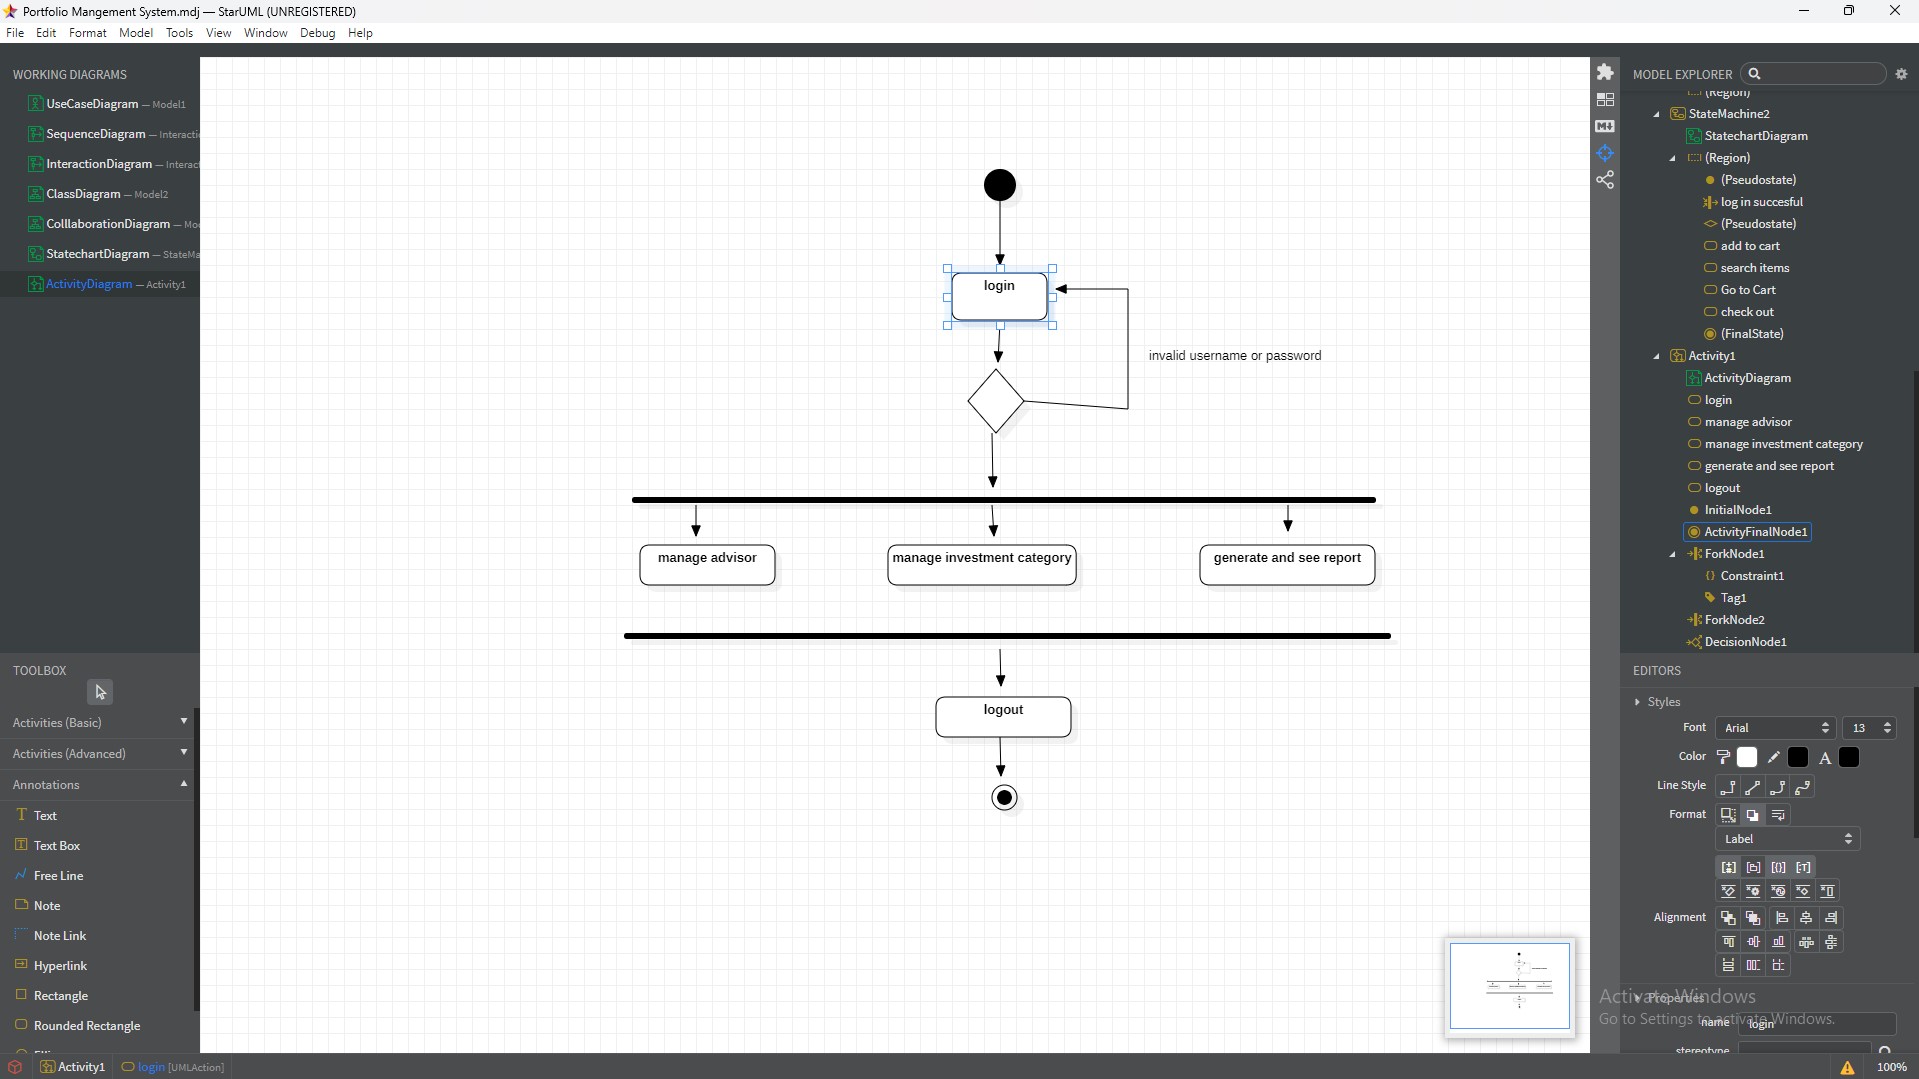 Portfolio Mangement System.mdj — StarUML (UNREGISTERED)
File Edit Format Model Tools View Window Debug Help
WORKING DIAGRAMS
UseCaseDiagram — Model1
SequenceDiagram — Interacti
InteractionDiagram — Interact
ClassDiagram — Model2
ColllaborationDiagram — Mo
StatechartDiagram — StateMa
ActivityDiagram — Activity1
TOOLBOX
Activities (Basic)
Activities (Advanced)
Annotations
Text
Text Box
Free Line
Note
Note Link
Hyperlink
Rectangle
Rounded Rectangle
login
invalid username or password
manage advisor
manage investment category
generate and see report
logout
MODEL EXPLORER
(Region)
StateMachine2
StatechartDiagram
(Region)
(Pseudostate)
log in succesful
(Pseudostate)
add to cart
search items
Go to Cart
check out
(FinalState)
Activity1
ActivityDiagram
login
manage advisor
manage investment category
generate and see report
logout
InitialNode1
ActivityFinalNode1
ForkNode1
Constraint1
Tag1
ForkNode2
DecisionNode1
EDITORS
Styles
Font Arial 13
Color
Line Style
Format
Label
Alignment
Properties
name login
stereotype
Activate Windows
Go to Settings to activate Windows.
Activity1 login [UMLAction]
100%